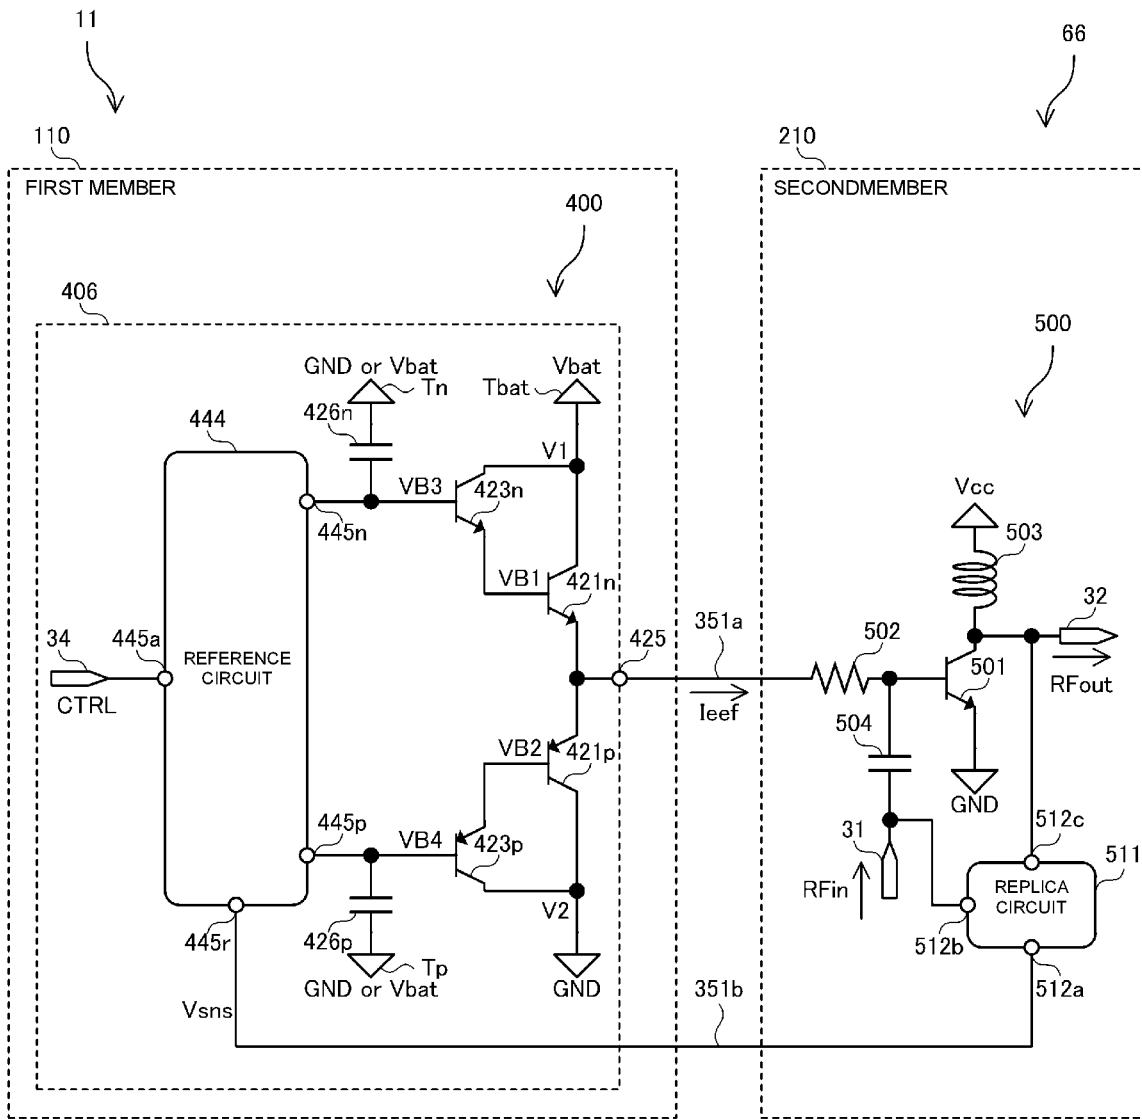 11
66
110
210
FIRST MEMBER
SECONDMEMBER
400
406
500
GND or Vbat
Vbat
Tn
Tbat
426n
444
V1
VB3
423n
Vcc
445n
503
VB1
421n
32
34
445a
REFERENCE
CIRCUIT
425
351a
502
501
CTRL
Ieef
RFout
504
VB2
421p
GND
445p
VB4
423p
31
512c
511
RFin
REPLICA
CIRCUIT
V2
445r
426p
512b
Tp
GND or Vbat
GND
512a
Vsns
351b